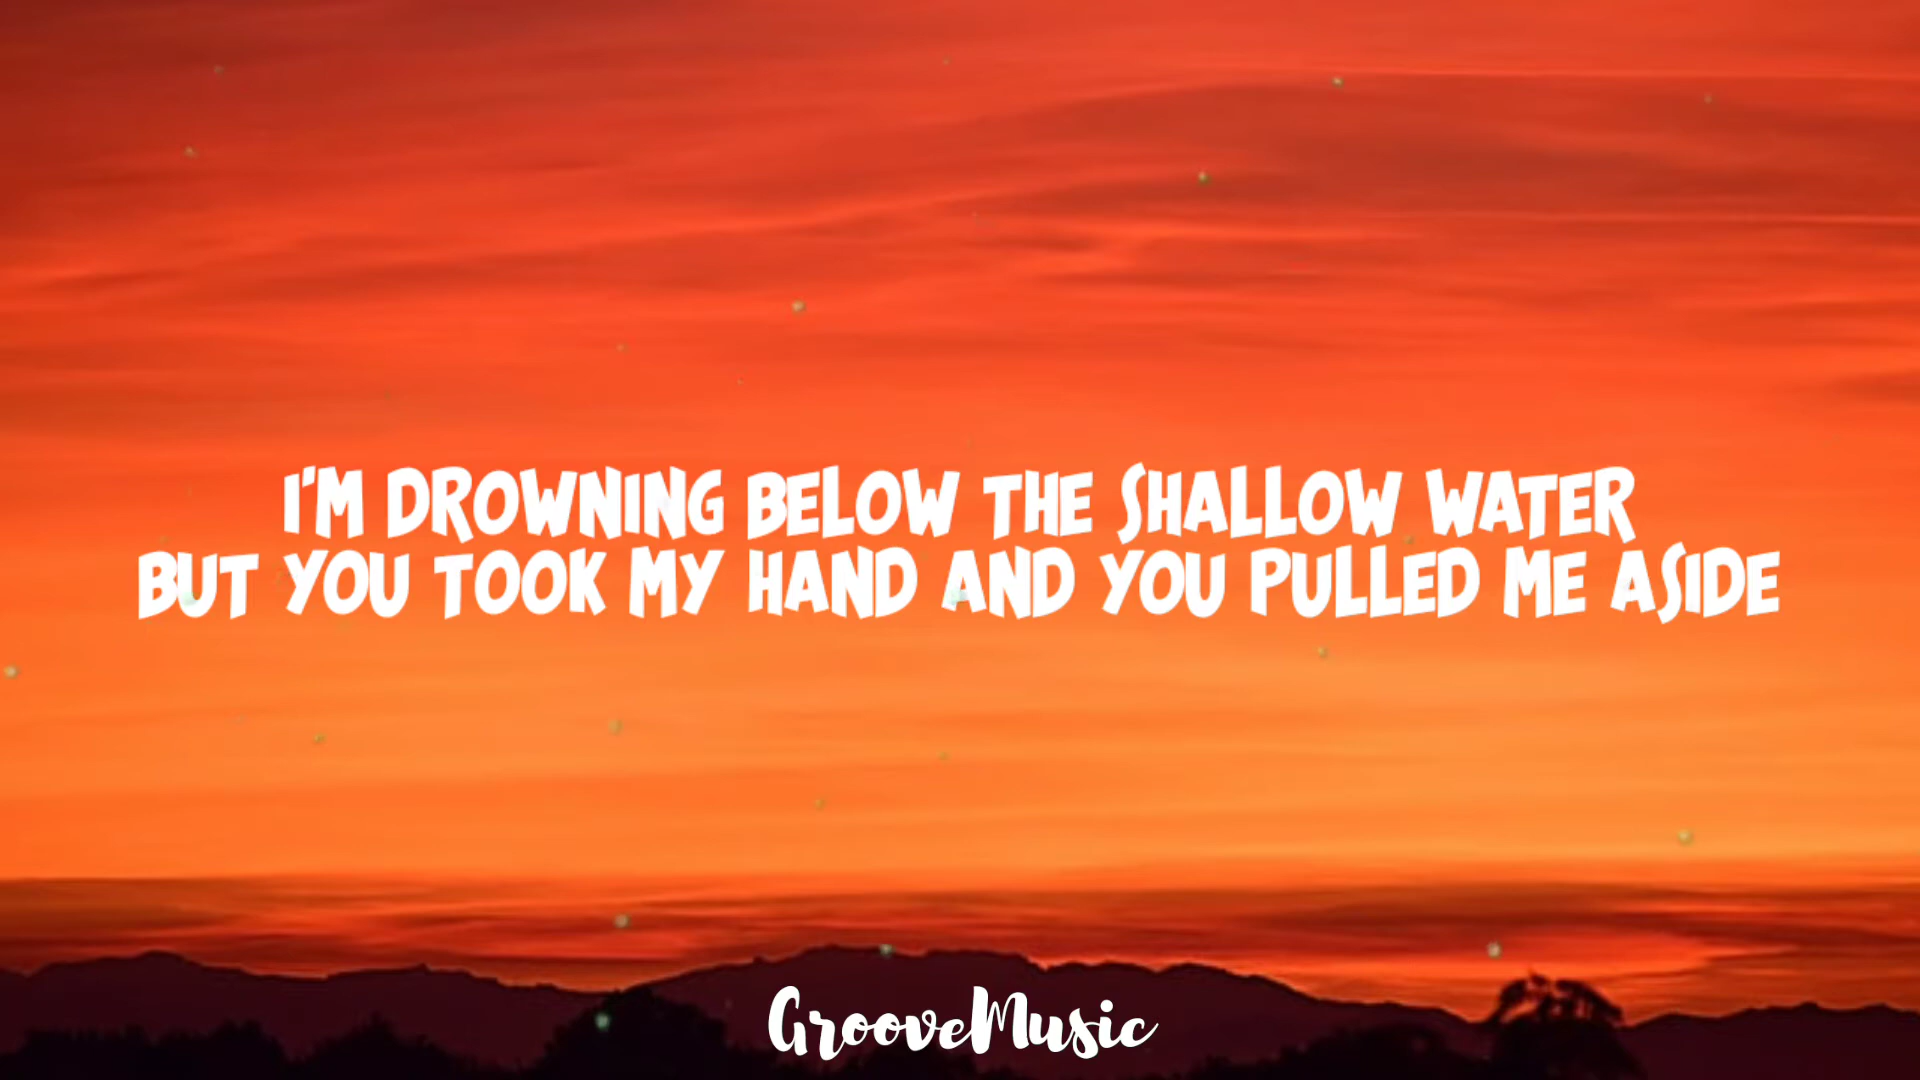 I'M DROWNING BELOW THE SHALLOW WATER
BUT YOU TOOK MY HAND AND YOU PULLED ME ASIDE
GrooveMusic